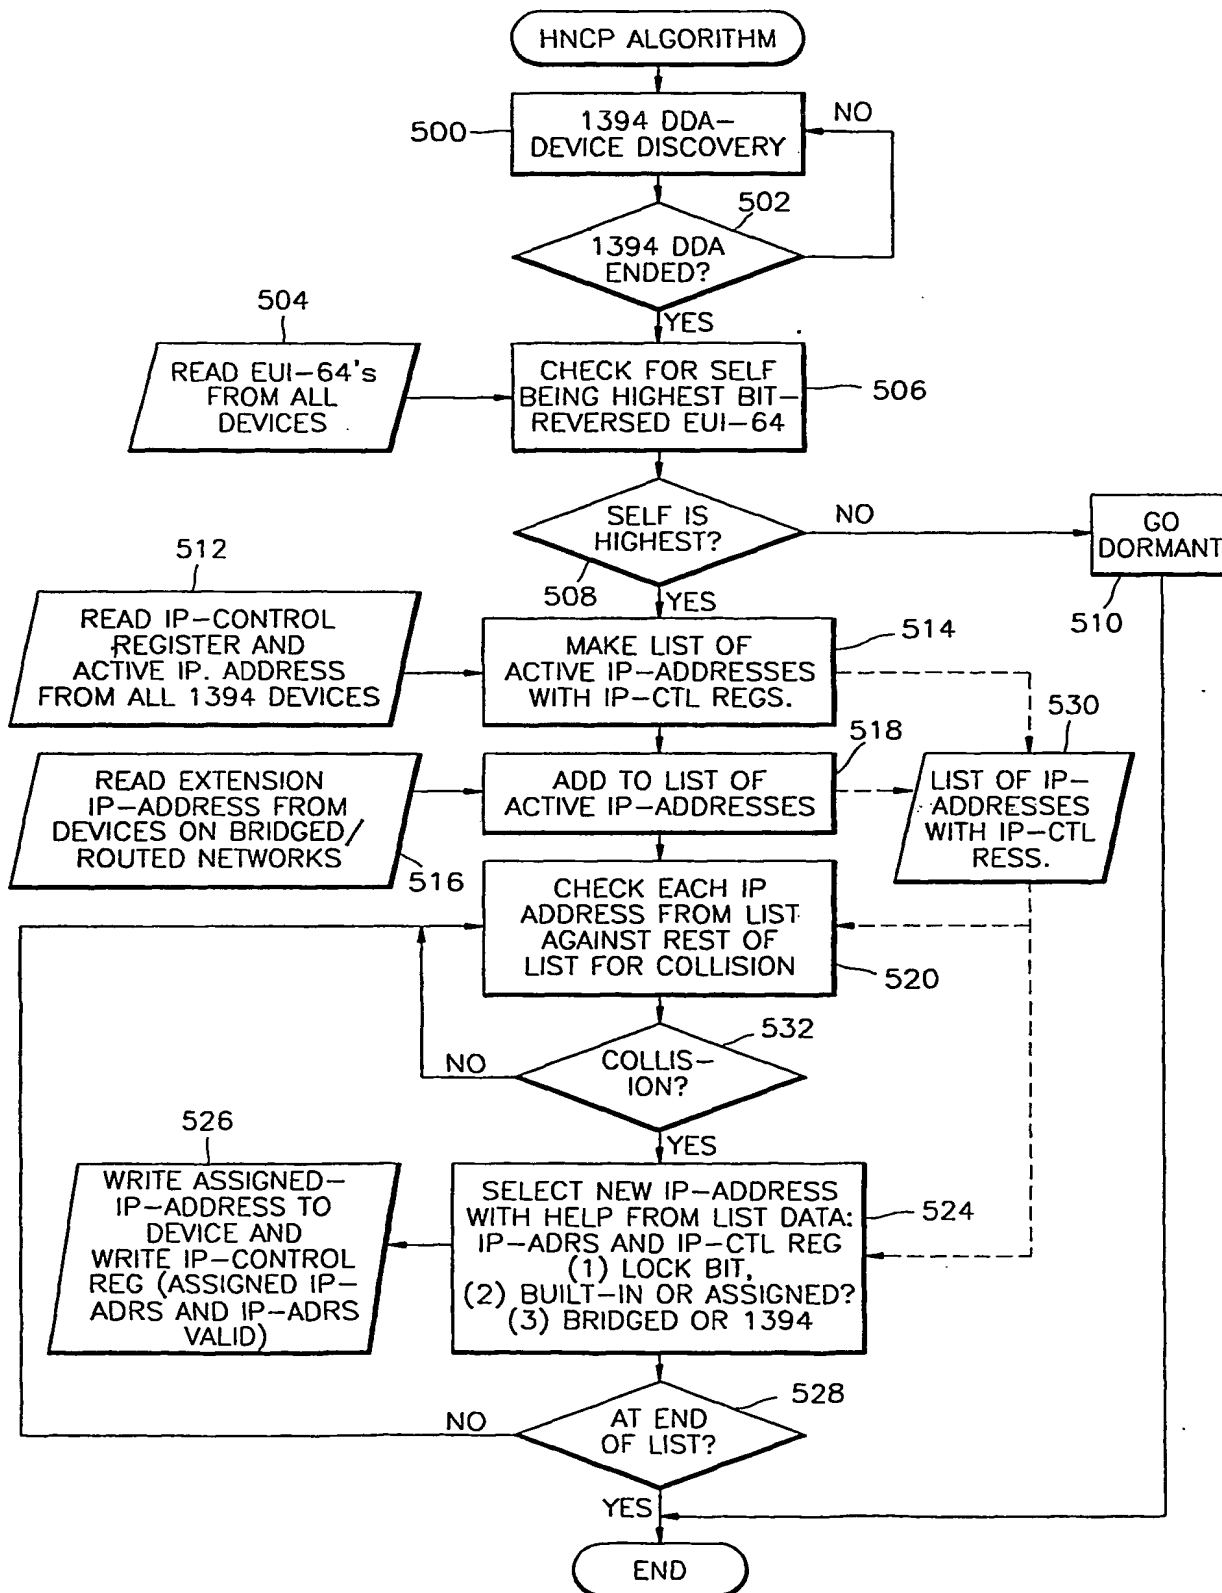 HNCP ALGORITHM
500
1394 DDA-
DEVICE DISCOVERY
NO
502
1394 DDA
ENDED?
YES
504
READ EUI-64's
FROM ALL
DEVICES
CHECK FOR SELF
BEING HIGHEST BIT-
REVERSED EUI-64
506
SELF IS
HIGHEST?
NO
508
YES
GO
DORMANT
510
512
READ IP-CONTROL
REGISTER AND
ACTIVE IP. ADDRESS
FROM ALL 1394 DEVICES
MAKE LIST OF
ACTIVE IP-ADDRESSES
WITH IP-CTL REGS.
514
READ EXTENSION
IP-ADDRESS FROM
DEVICES ON BRIDGED/
ROUTED NETWORKS
516
ADD TO LIST OF
ACTIVE IP-ADDRESSES
518
530
LIST OF IP-
ADDRESSES
WITH IP-CTL
RESS.
CHECK EACH IP
ADDRESS FROM LIST
AGAINST REST OF
LIST FOR COLLISION
520
532
COLLIS-
ION?
NO
YES
526
WRITE ASSIGNED-
IP-ADDRESS TO
DEVICE AND
WRITE IP-CONTROL
REG (ASSIGNED IP-
ADRS AND IP-ADRS
VALID)
SELECT NEW IP-ADDRESS
WITH HELP FROM LIST DATA:
IP-ADRS AND IP-CTL REG
(1) LOCK BIT,
(2) BUILT-IN OR ASSIGNED?
(3) BRIDGED OR 1394
524
528
AT END
OF LIST?
NO
YES
END